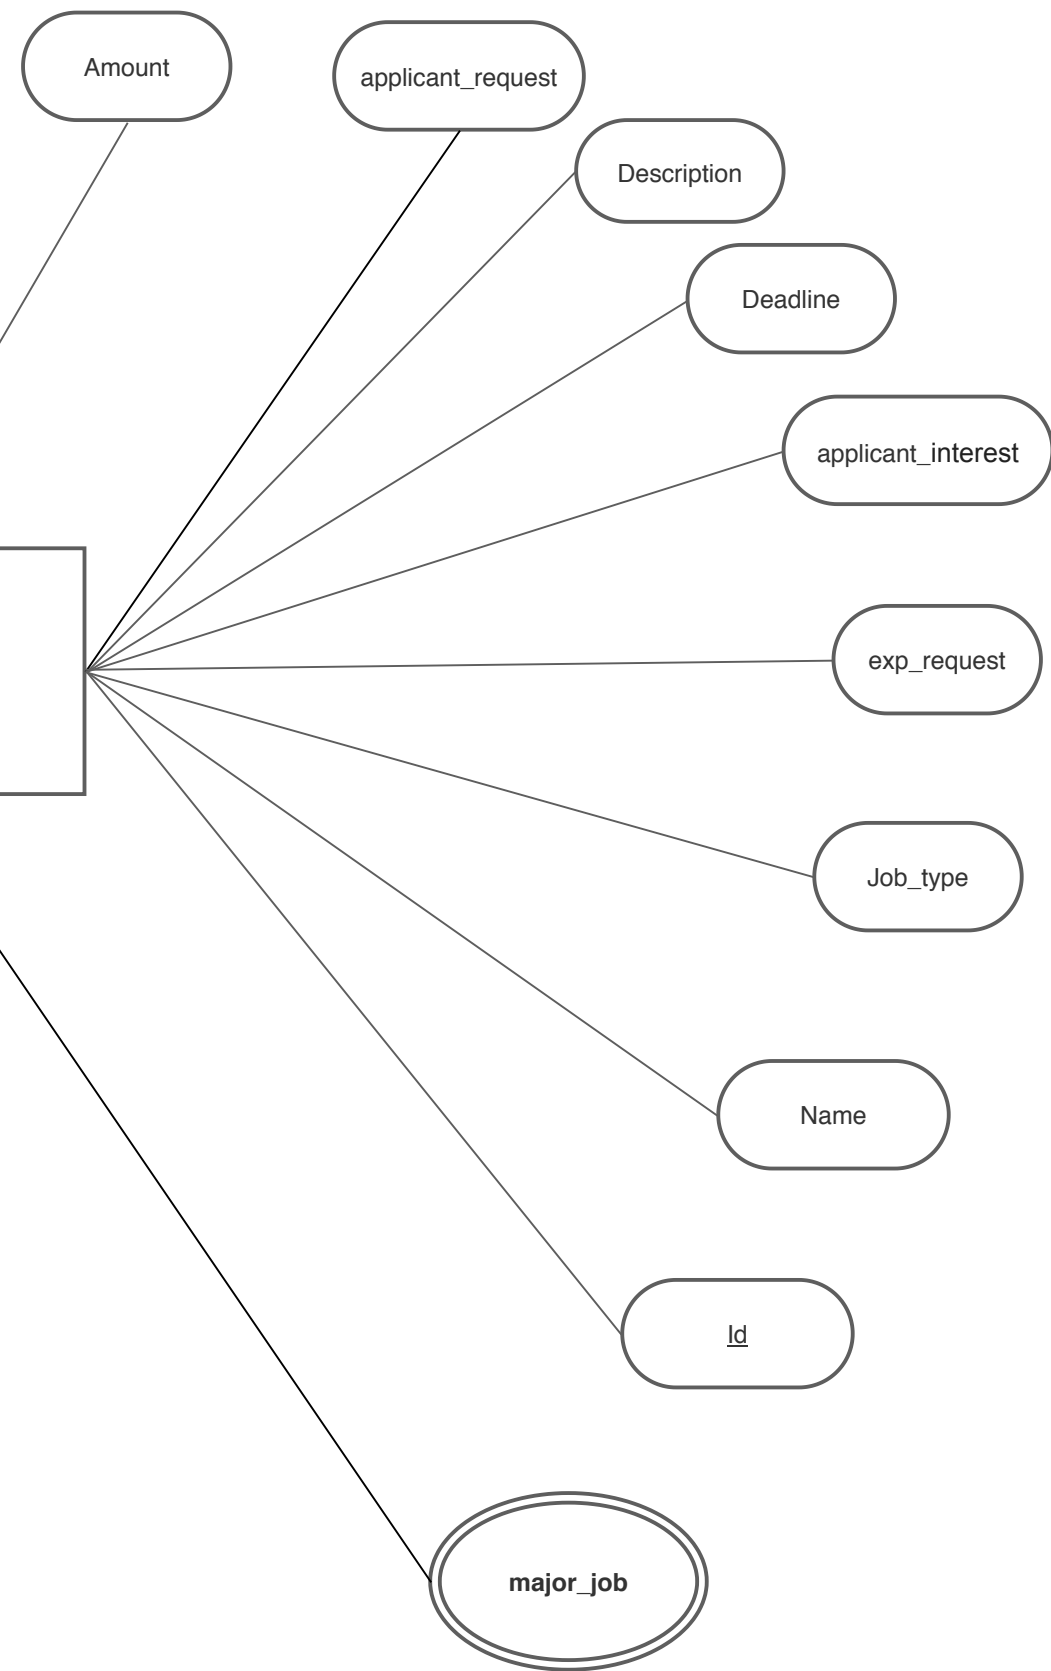 Amount
applicant_request
Description
Deadline
applicant_interest
exp_request
Job_type
Name
Id
major_job